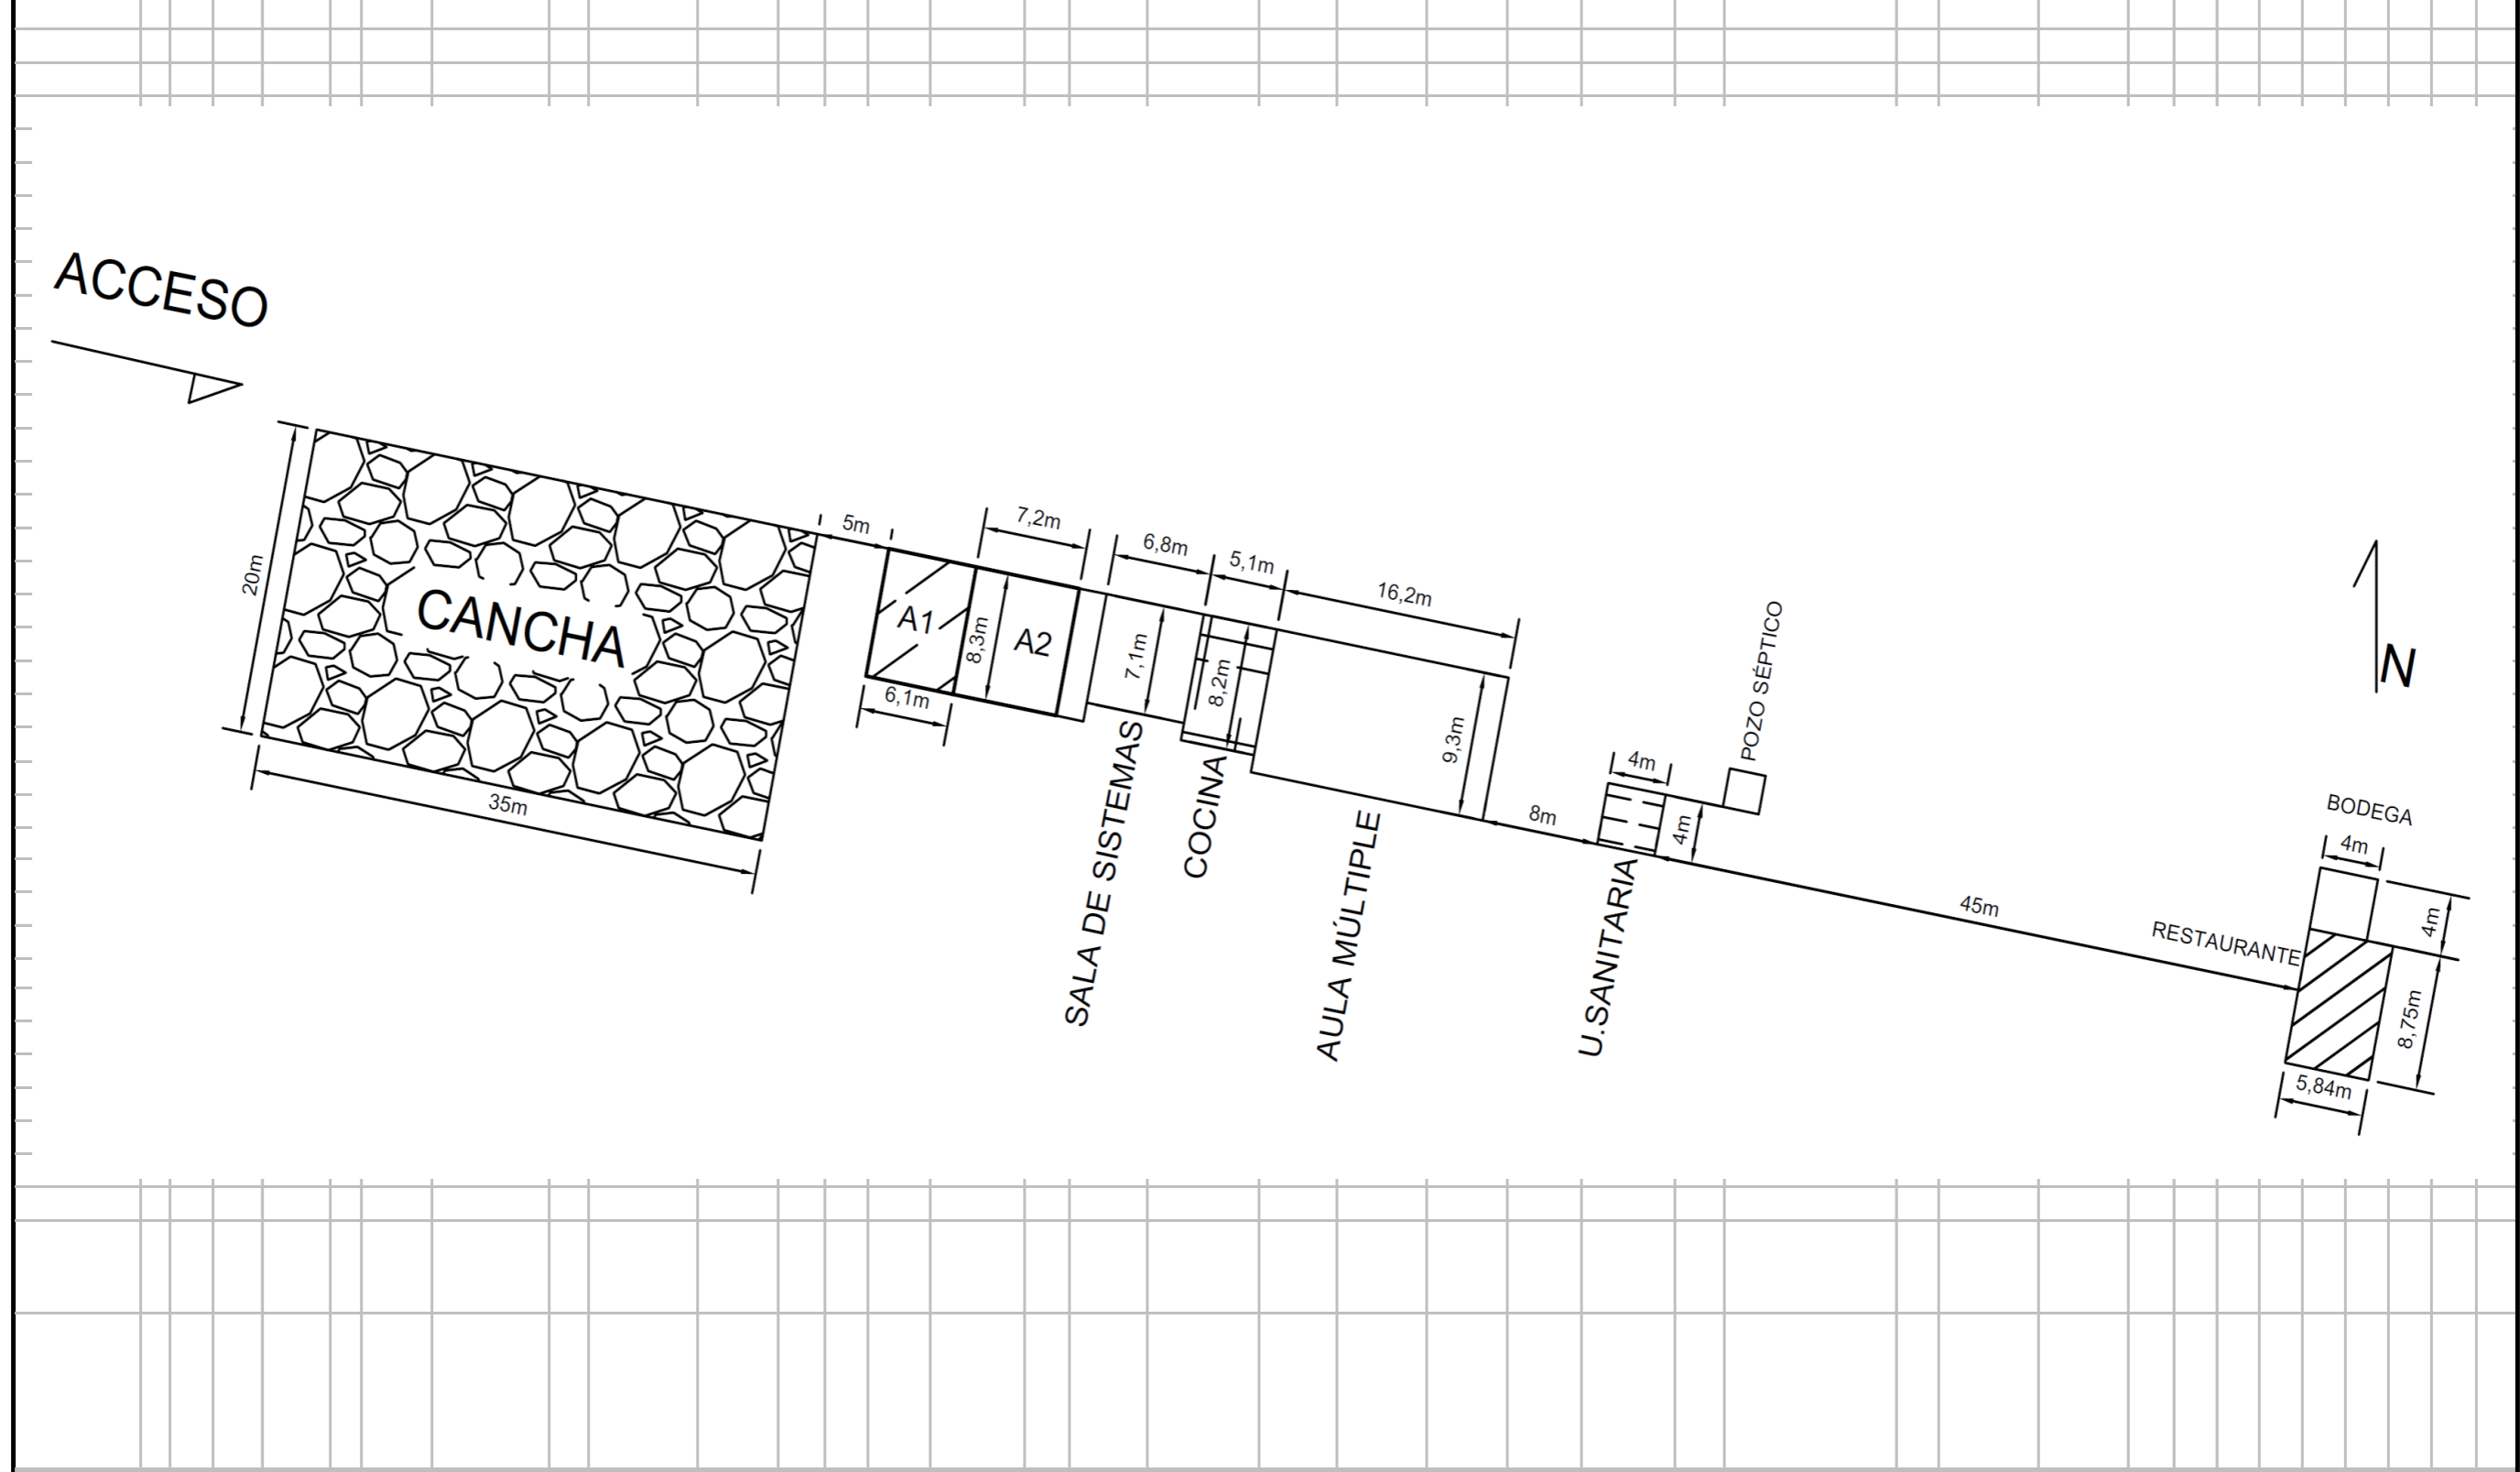 ACCESO
20m
CANCHA
35m
5m
A1
6,1m
8,3m
7,2m
A2
6,8m
7,1m
SALA DE SISTEMAS
5,1m
8,2m
COCINA
16,2m
9,3m
AULA MÚLTIPLE
8m
4m
4m
U.SANITARIA
POZO SÉPTICO
45m
RESTAURANTE
BODEGA
4m
4m
8,75m
5,84m
N